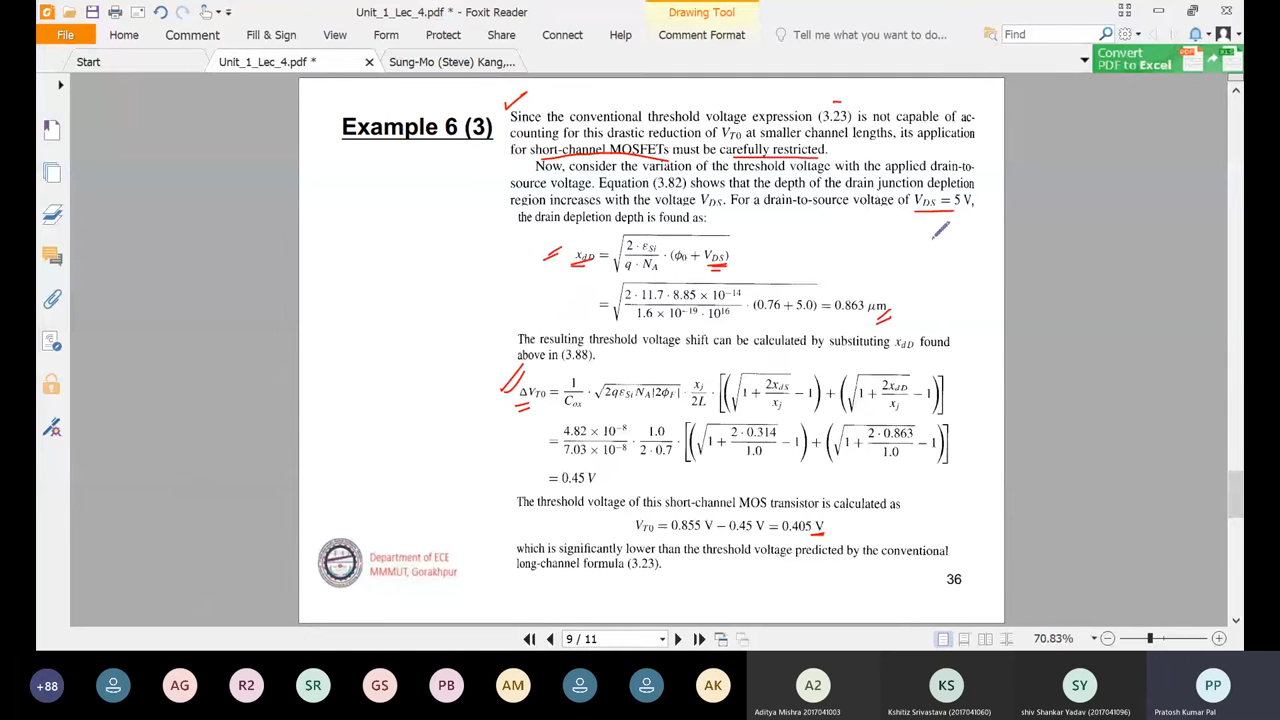 Unit_1_Lec_4.pdf * - Foxit Reader
Drawing Tool
File Home Comment Fill & Sign View Form Protect Share Connect Help Comment Format Tell me what you want to do... Find
Start Unit_1_Lec_4.pdf * Sung-Mo (Steve) Kang,... Convert
PDF to Excel
Example 6 (3)
Since the conventional threshold voltage expression (3.23) is not capable of ac-
counting for this drastic reduction of V_T0 at smaller channel lengths, its application
for short-channel MOSFETs must be carefully restricted.
Now, consider the variation of the threshold voltage with the applied drain-to-
source voltage. Equation (3.82) shows that the depth of the drain junction depletion
region increases with the voltage V_DS. For a drain-to-source voltage of V_DS = 5 V,
the drain depletion depth is found as:
x_dD = √(2 · ε_Si / (q · N_A) · (ϕ_0 + V_DS))
= √(2 · 11.7 · 8.85 × 10^−14 / (1.6 × 10^−19 · 10^16) · (0.76 + 5.0)) = 0.863 μm
The resulting threshold voltage shift can be calculated by substituting x_dD found
above in (3.88).
ΔV_T0 = 1/C_ox · √(2qε_Si N_A|2ϕ_F|) · x_j/2L · [(√(1 + 2x_dS/x_j) − 1) + (√(1 + 2x_dD/x_j) − 1)]
= 4.82 × 10^−8 / 7.03 × 10^−8 · 1.0 / (2 · 0.7) · [(√(1 + 2 · 0.314/1.0) − 1) + (√(1 + 2 · 0.863/1.0) − 1)]
= 0.45 V
The threshold voltage of this short-channel MOS transistor is calculated as
V_T0 = 0.855 V − 0.45 V = 0.405 V
which is significantly lower than the threshold voltage predicted by the conventional
long-channel formula (3.23).
Department of ECE
MMMUT, Gorakhpur
36
9 / 11 70.83%
+88 AG R2 SR GS PB AM AK A2 KS SY PP
Aditya Mishra 2017041003 Kshitiz Srivastava (2017041060) shiv Shankar Yadav (2017041096) Pratosh Kumar Pal